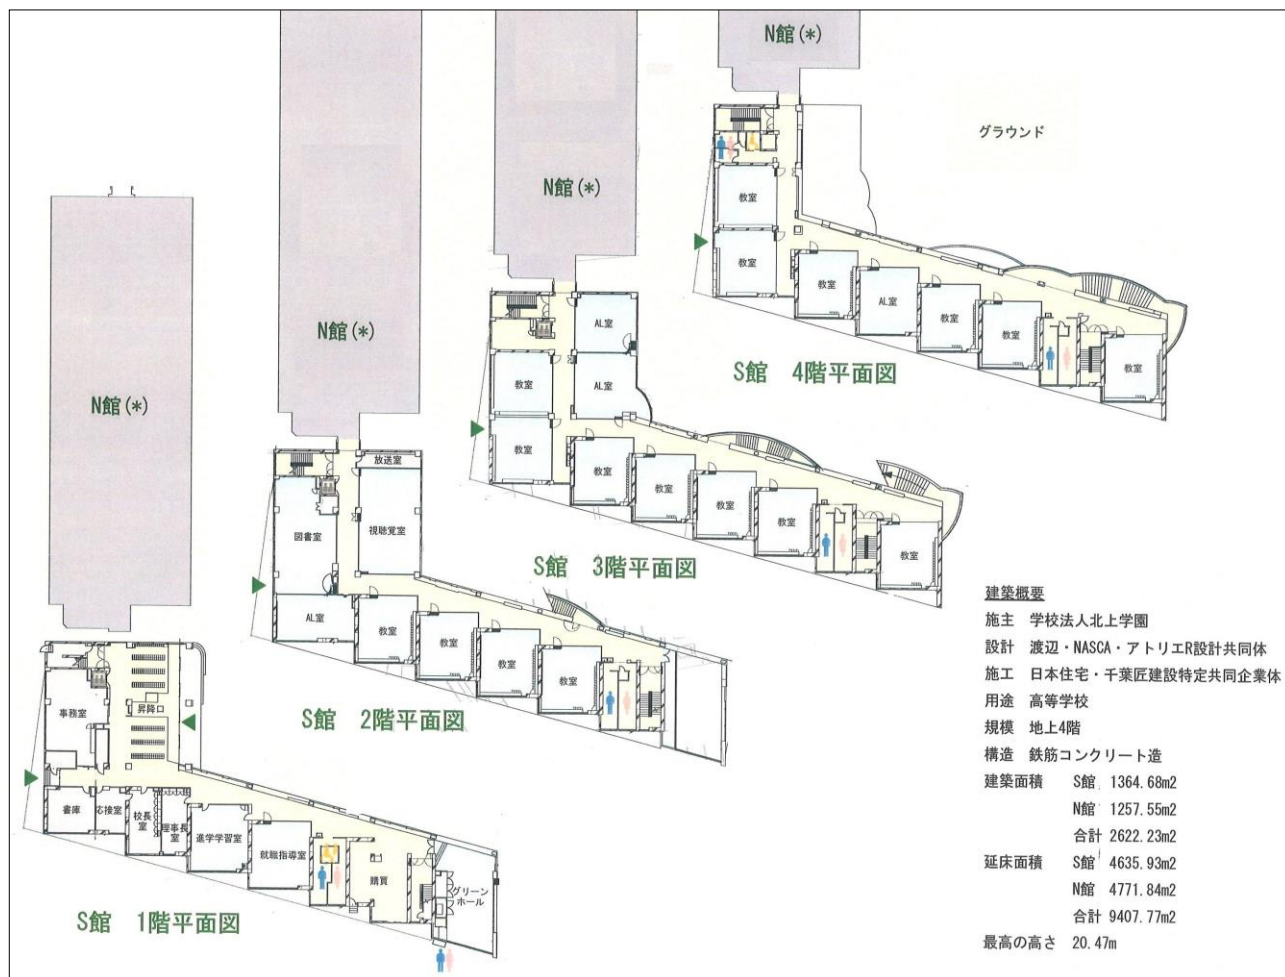 N館(*)
グラウンド
教室
教室
教室
AL室
教室
教室
教室
S館 4階平面図
N館(*)
AL室
教室
AL室
教室
教室
教室
教室
教室
教室
S館 3階平面図
N館(*)
放送室
図書室
視聴覚室
AL室
教室
教室
教室
教室
S館 2階平面図
N館(*)
事務室
昇降口
書庫
応接室
校長室
理事長室
進学学習室
就職指導室
購買
グリーンホール
S館 1階平面図
建築概要
施主 学校法人北上学園
設計 渡辺・NASCA・アトリエR設計共同体
施工 日本住宅・千葉匠建設特定共同企業体
用途 高等学校
規模 地上4階
構造 鉄筋コンクリート造
建築面積 S館 1364.68m2
N館 1257.55m2
合計 2622.23m2
延床面積 S館 4635.93m2
N館 4771.84m2
合計 9407.77m2
最高の高さ 20.47m